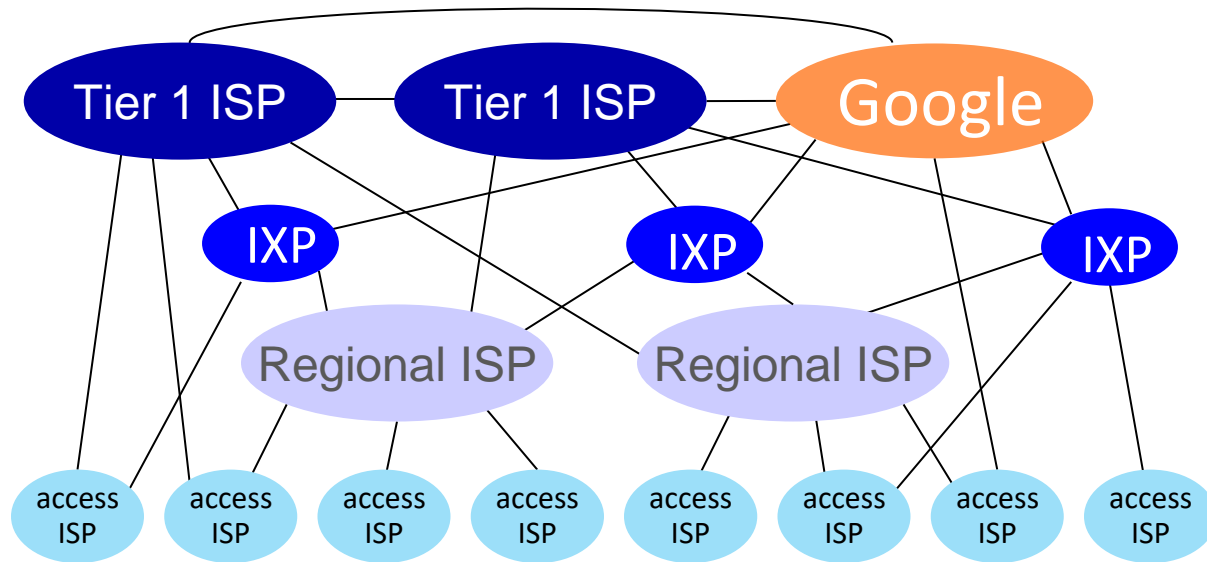 Tier 1 ISP
Tier 1 ISP
Google
IXP
IXP
IXP
Regional ISP
Regional ISP
access
ISP
access
ISP
access
ISP
access
ISP
access
ISP
access
ISP
access
ISP
access
ISP